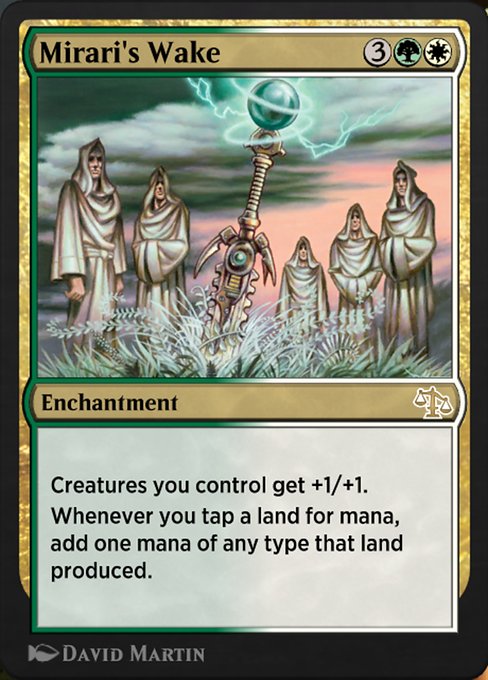 Mirari's Wake 3
Enchantment
Creatures you control get +1/+1.
Whenever you tap a land for mana,
add one mana of any type that land
produced.
David Martin